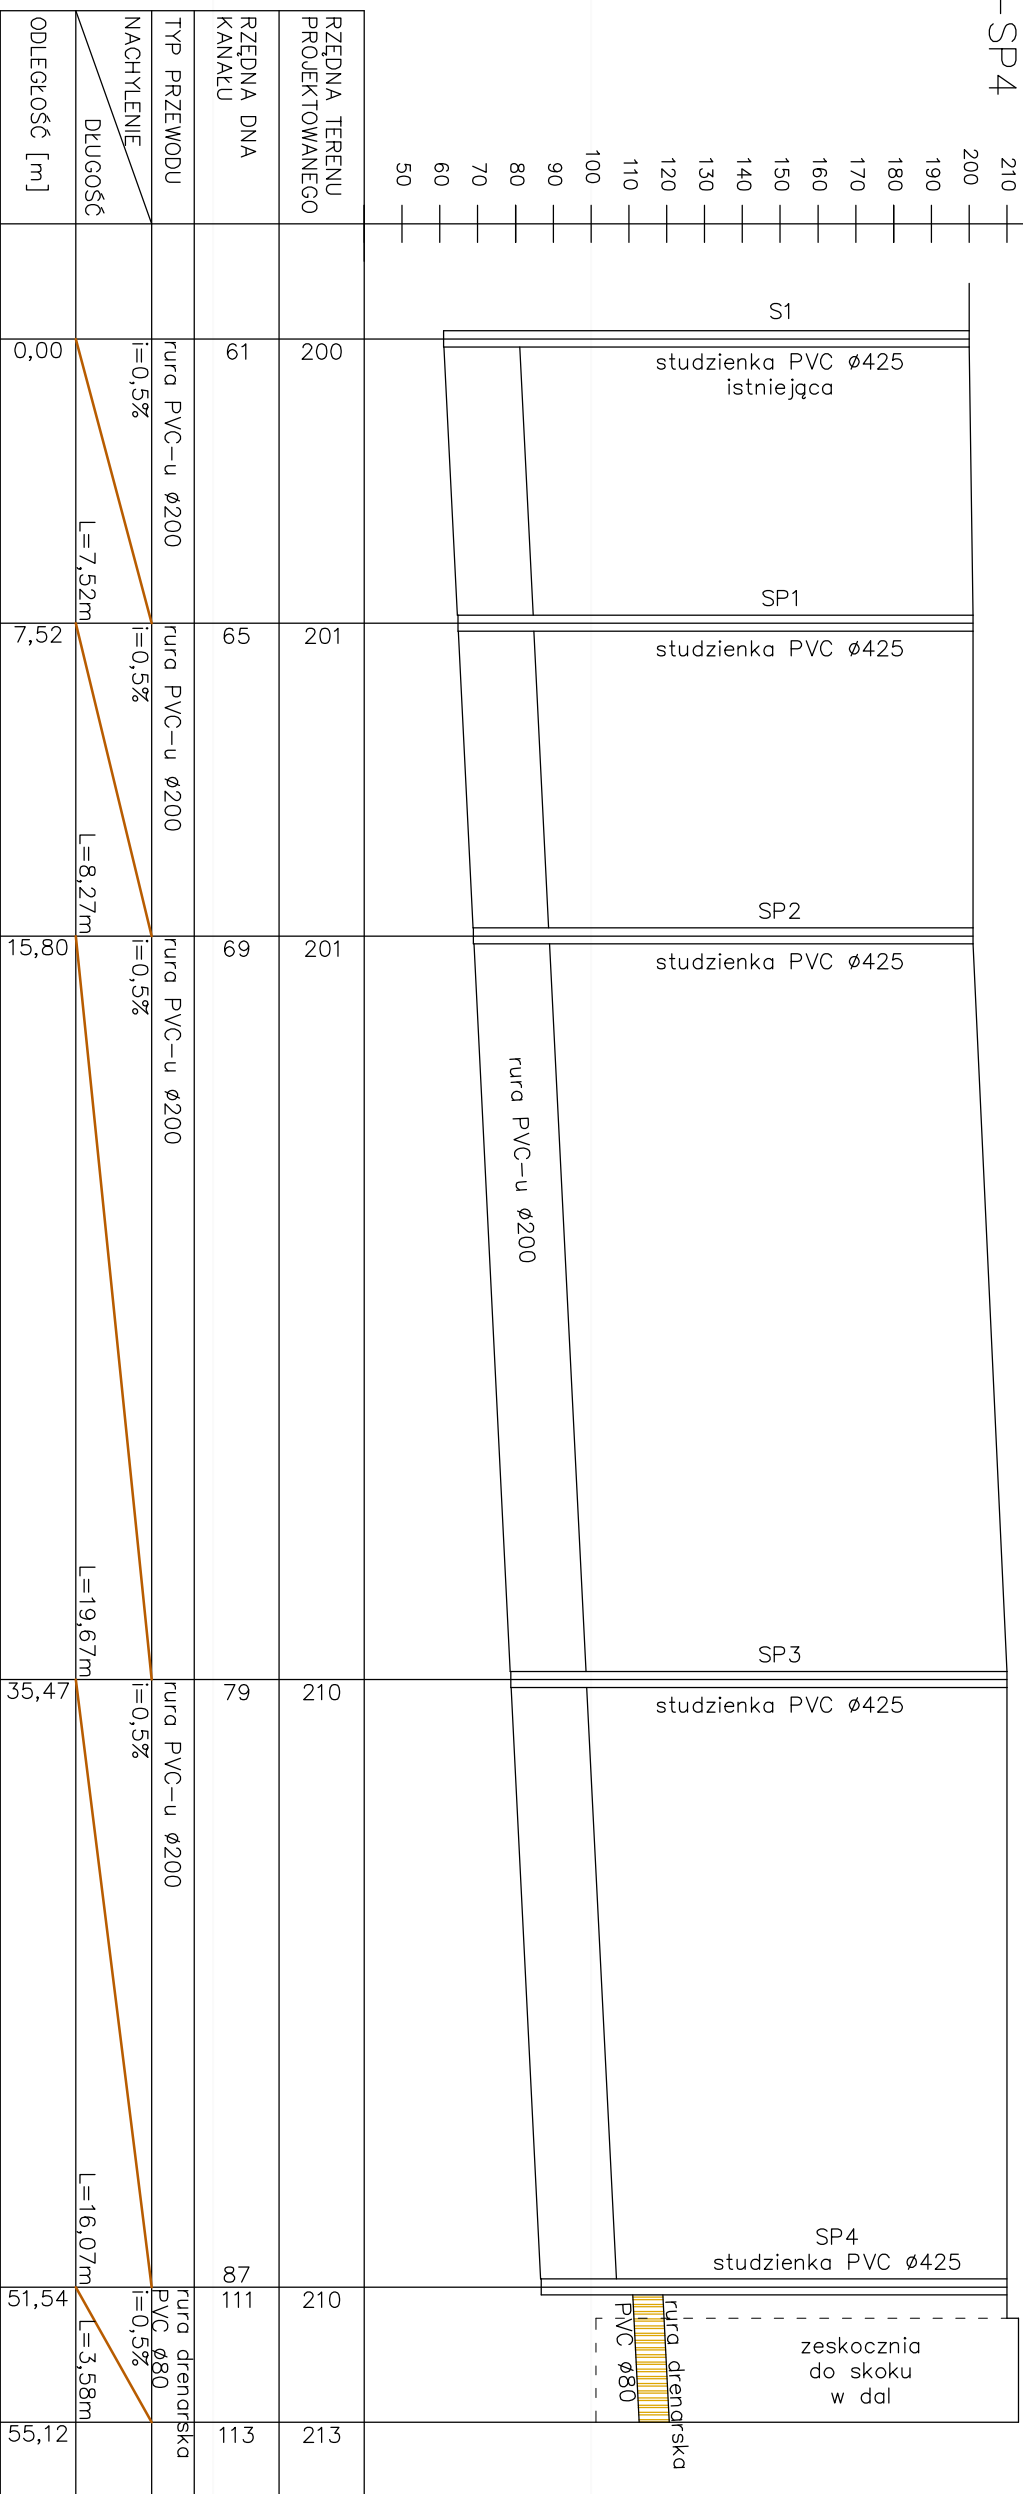 -SP4
210
200
190
180
170
160
150
140
130
120
110
100
90
80
70
60
50
RZĘDNA TERENU
PROJEKTOWANEGO
RZĘDNA DNA
KANAŁU
TYP PRZEWODU
NACHYLENIE
DŁUGOŚĆ
ODLEGŁOŚĆ [m]
S1
studzienka PVC Ø425
istniejąca
200
61
rura PVC-u Ø200
i=0,5%
L=7,52m
0,00
SP1
studzienka PVC Ø425
201
65
rura PVC-u Ø200
i=0,5%
L=8,27m
7,52
SP2
studzienka PVC Ø425
201
69
rura PVC-u Ø200
i=0,5%
L=19,67m
15,80
rura PVC-u Ø200
SP3
studzienka PVC Ø425
210
79
rura PVC-u Ø200
i=0,5%
L=16,07m
35,47
SP4
studzienka PVC Ø425
87
210
111
rura drenarska
PVC Ø80
i=0,5%
L=3,58m
51,54
rura drenarska
PVC Ø80
zeskocznia
do skoku
w dal
213
113
55,12